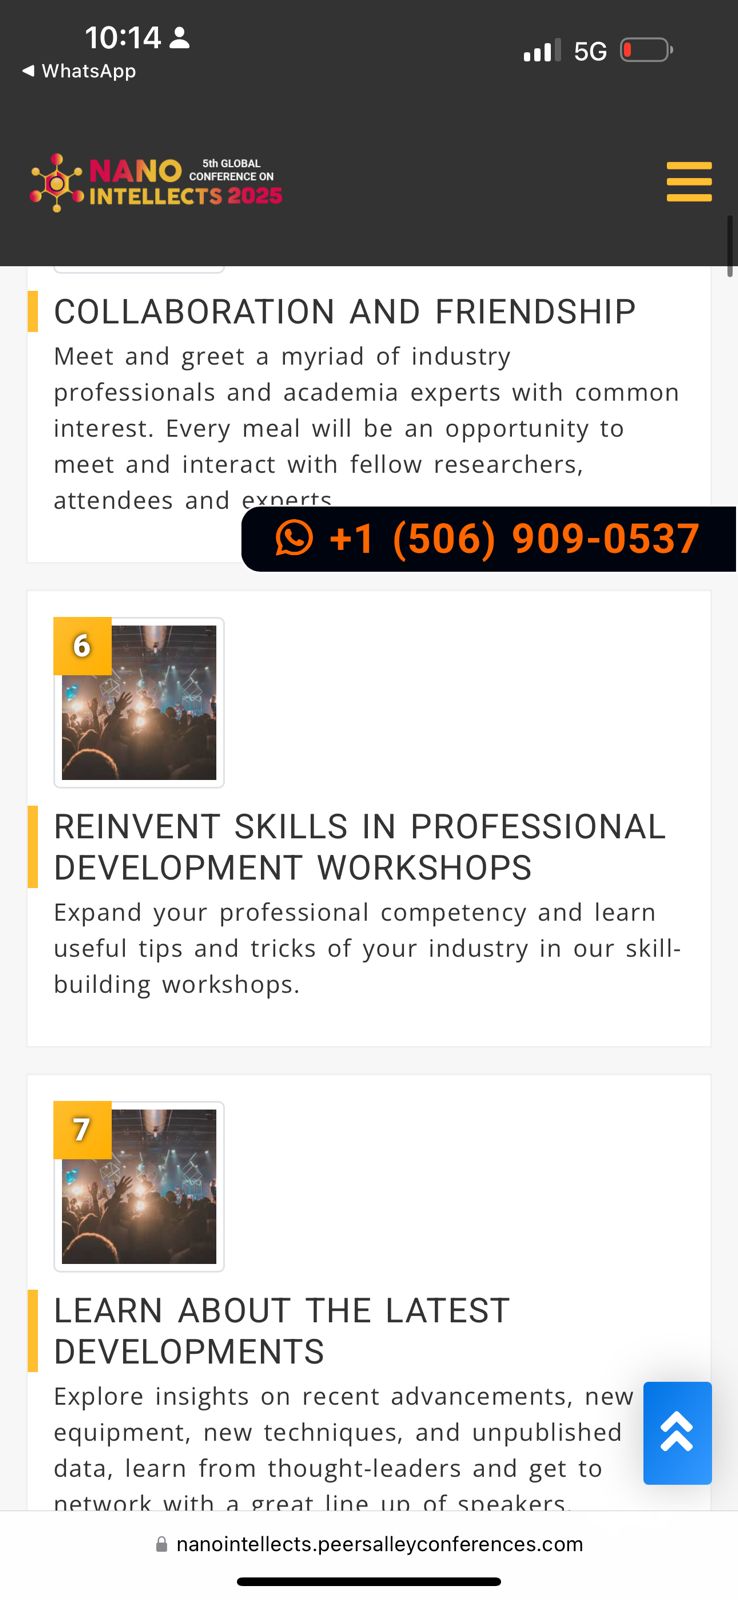 10:14
WhatsApp
5G
NANO
5th GLOBAL
CONFERENCE ON
INTELLECTS 2025
COLLABORATION AND FRIENDSHIP
Meet and greet a myriad of industry
professionals and academia experts with common
interest. Every meal will be an opportunity to
meet and interact with fellow researchers,
attendees and experts
+1 (506) 909-0537
6
REINVENT SKILLS IN PROFESSIONAL
DEVELOPMENT WORKSHOPS
Expand your professional competency and learn
useful tips and tricks of your industry in our skill-
building workshops.
7
LEARN ABOUT THE LATEST
DEVELOPMENTS
Explore insights on recent advancements, new
equipment, new techniques, and unpublished
data, learn from thought-leaders and get to
network with a great line up of speakers.
nanointellects.peersalleyconferences.com